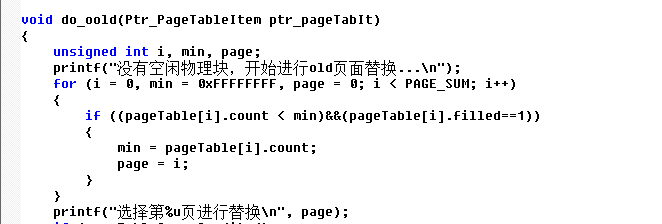 void do_oold(Ptr_PageTableItem ptr_pageTabIt)
{
unsigned int i, min, page;
printf("没有空闲物理块，开始进行old页面替换...\n");
for (i = 0, min = 0xFFFFFFFF, page = 0; i < PAGE_SUM; i++)
{
if ((pageTable[i].count < min)&&(pageTable[i].filled==1))
{
min = pageTable[i].count;
page = i;
}
}
printf("选择第%u页进行替换\n", page);